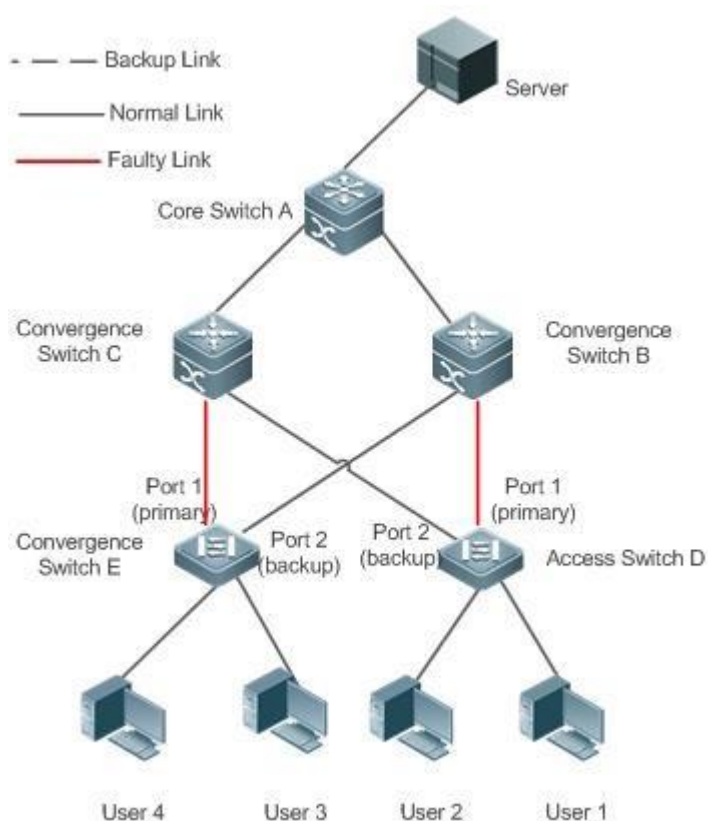 Backup Link
Normal Link
Faulty Link
Server
Core Switch A
Convergence
Switch C
Convergence
Switch B
Port 1
(primary)
Port 1
(primary)
Convergence
Switch E
Port 2
(backup)
Port 2
(backup)
Access Switch D
User 4
User 3
User 2
User 1